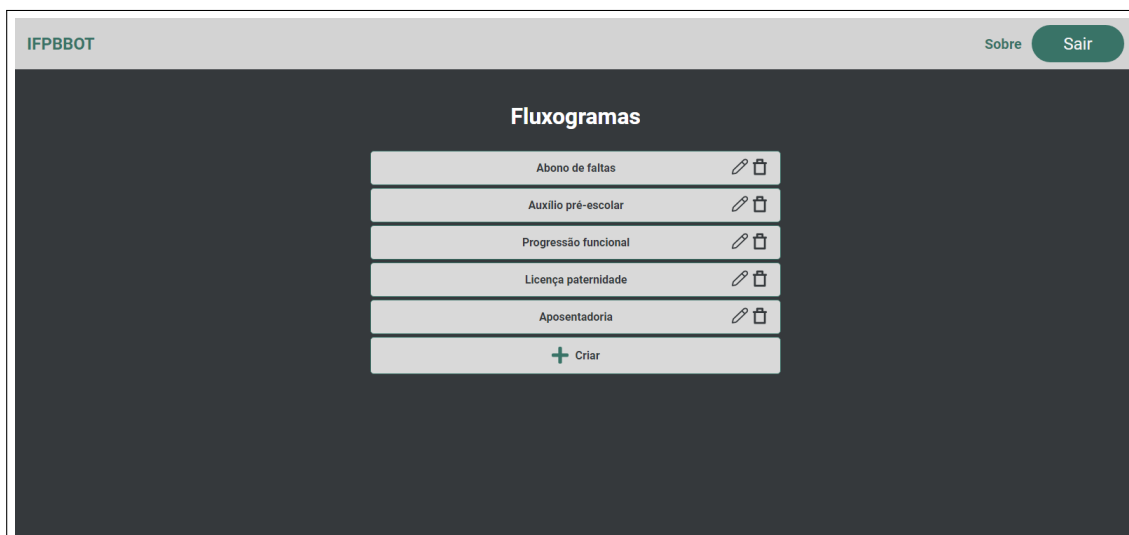 IFPBBOT Sobre Sair
Fluxogramas
Abono de faltas
Auxílio pré-escolar
Progressão funcional
Licença paternidade
Aposentadoria
Criar